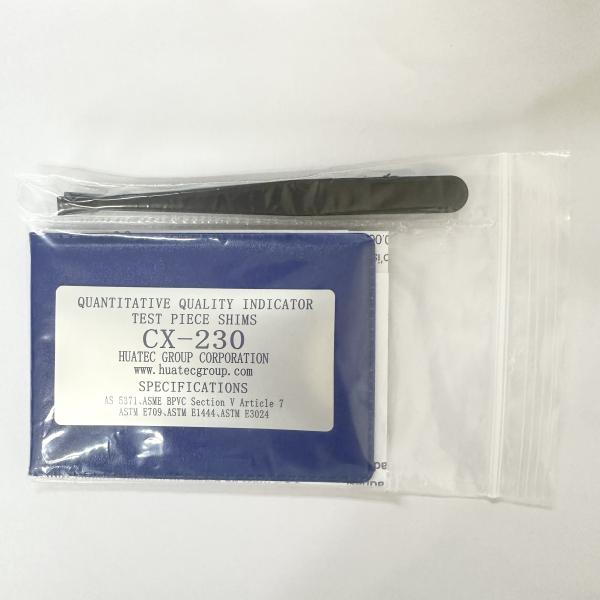 QUANTITATIVE QUALITY INDICATOR
TEST PIECE SHIMS
CX-230
HUATEC GROUP CORPORATION
www.huatecgroup.com
SPECIFICATIONS
AS 5371、ASME BPVC Section V Article 7
ASTM E709、ASTM E1444、ASTM E3024